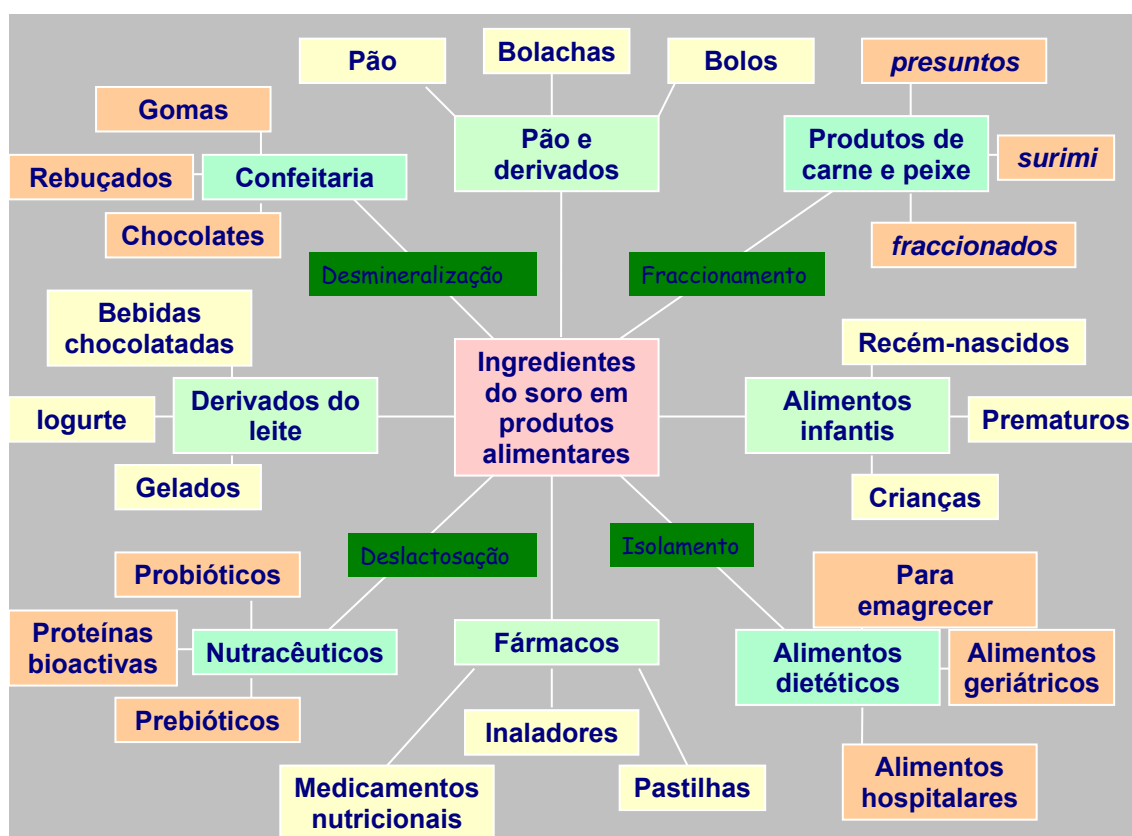 Pão
Bolachas
Bolos
presuntos
Gomas
Pão e
derivados
Produtos de
carne e peixe
surimi
Rebuçados
Confeitaria
Chocolates
fraccionados
Desmineralização
Fraccionamento
Bebidas
chocolatadas
Recém-nascidos
Ingredientes
do soro em
produtos
alimentares
Iogurte
Derivados do
leite
Alimentos
infantis
Prematuros
Gelados
Crianças
Deslactosação
Isolamento
Probióticos
Para
emagrecer
Proteínas
bioactivas
Nutracêuticos
Fármacos
Alimentos
dietéticos
Alimentos
geriátricos
Prebióticos
Inaladores
Medicamentos
nutricionais
Pastilhas
Alimentos
hospitalares